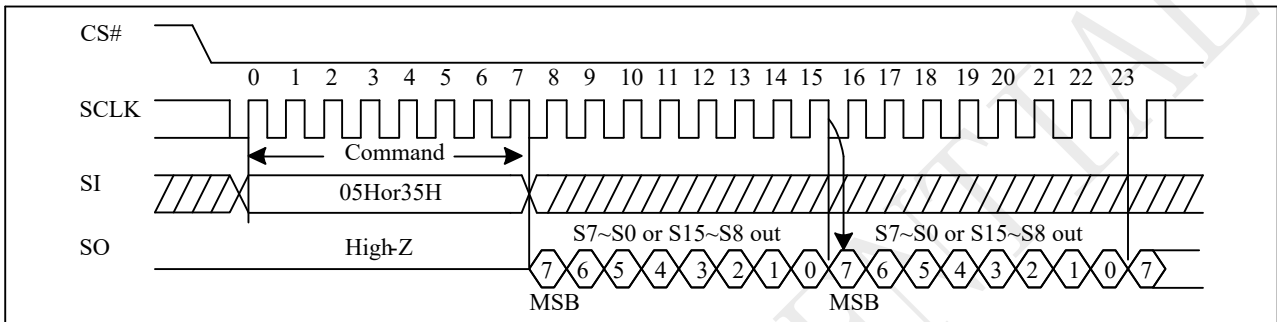 CS#
0 1 2 3 4 5 6 7 8 9 10 11 12 13 14 15 16 17 18 19 20 21 22 23
SCLK
Command
SI
05Hor35H
S7~S0 or S15~S8 out S7~S0 or S15~S8 out
SO
High-Z
7 6 5 4 3 2 1 0 7 6 5 4 3 2 1 0 7
MSB MSB